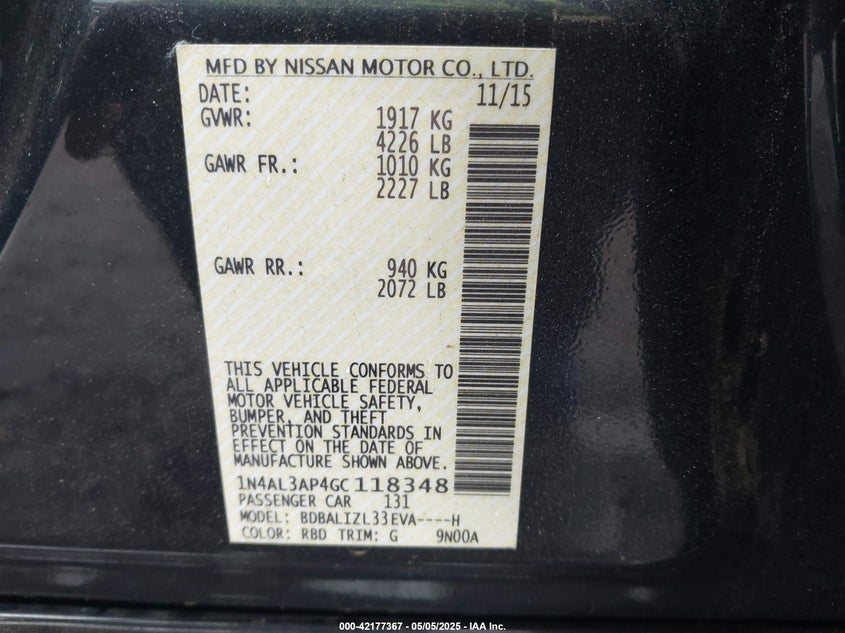 MFD BY NISSAN MOTOR CO., LTD.
DATE: 11/15
GVWR: 1917 KG
4226 LB
GAWR FR.: 1010 KG
2227 LB
GAWR RR.: 940 KG
2072 LB
THIS VEHICLE CONFORMS TO
ALL APPLICABLE FEDERAL
MOTOR VEHICLE SAFETY,
BUMPER, AND THEFT
PREVENTION STANDARDS IN
EFFECT ON THE DATE OF
MANUFACTURE SHOWN ABOVE.
1N4AL3AP4GC118348
PASSENGER CAR 131
MODEL: BDBALIZL33EVA----H
COLOR: RBD TRIM: G 9N00A
000-42177367 - 05/05/2025 - IAA Inc.